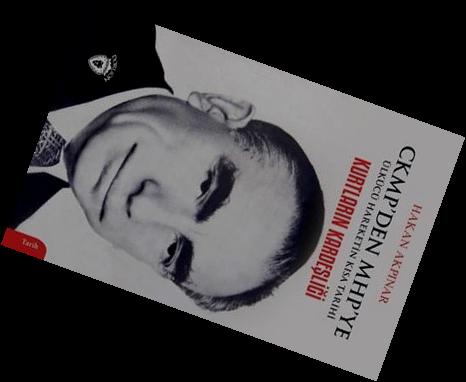 HAKAN AKPINAR
CKMP'DEN MHP'YE
ÜLKÜCÜ HAREKETİN KISA TARİHİ
KURTLARIN KARDEŞLİĞİ
Tarih